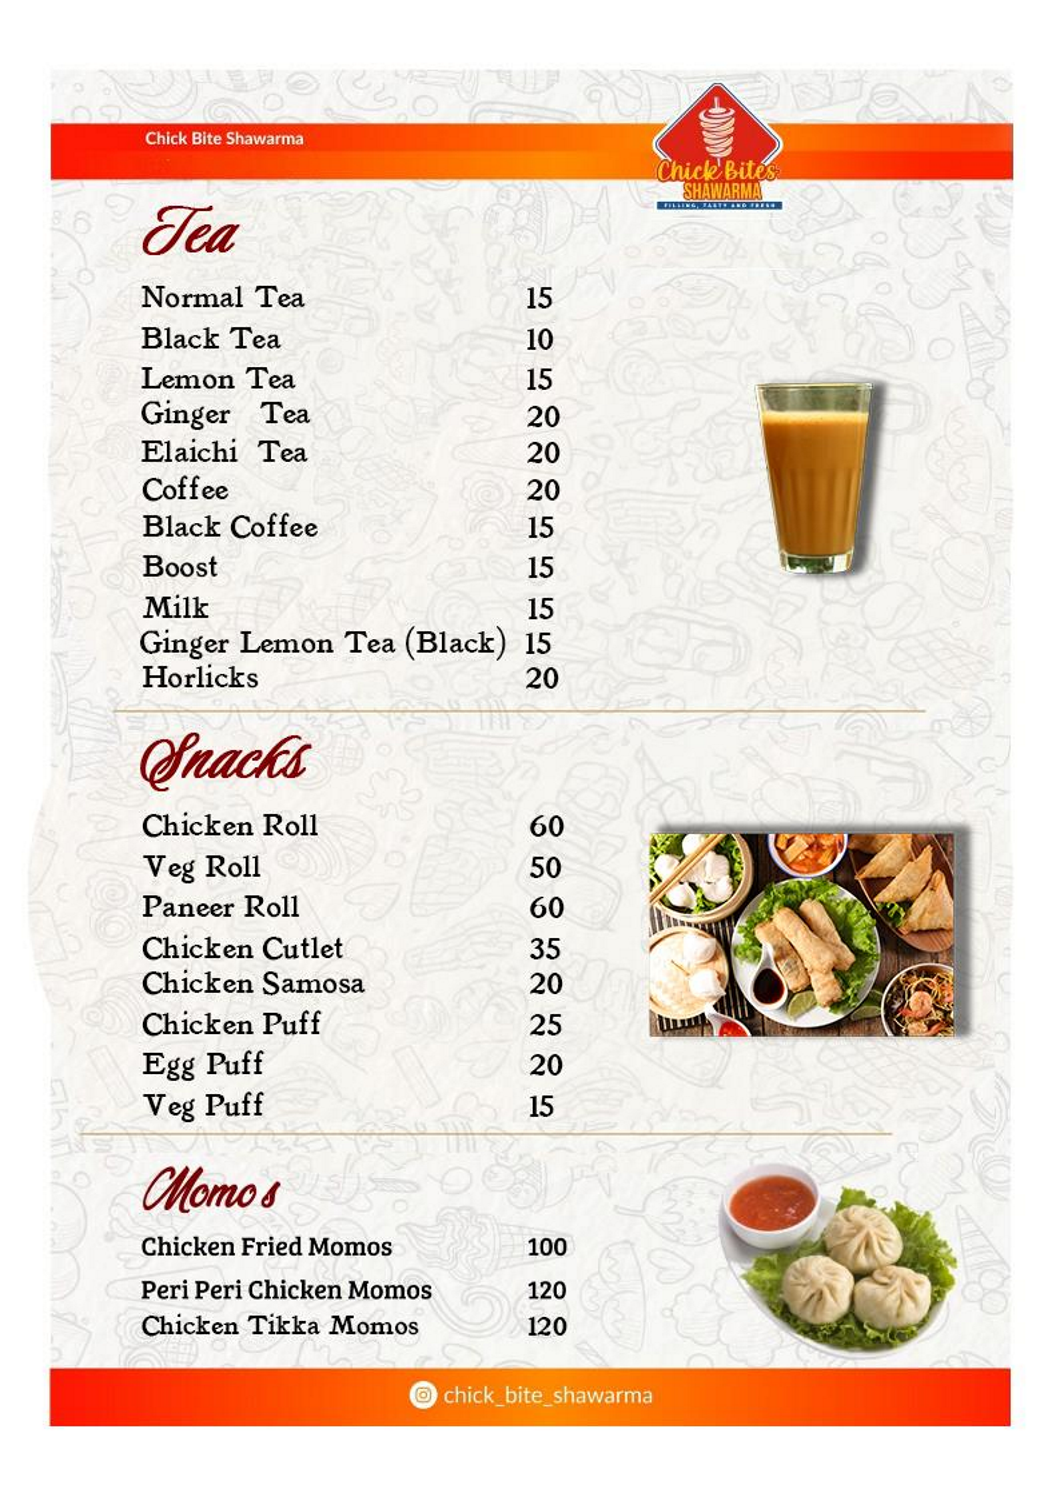 Chick Bite Shawarma
Chick Bites
SHAWARMA
FILLING, TASTY AND FRESH
Tea
Normal Tea 15
Black Tea 10
Lemon Tea 15
Ginger Tea 20
Elaichi Tea 20
Coffee 20
Black Coffee 15
Boost 15
Milk 15
Ginger Lemon Tea (Black) 15
Horlicks 20
Snacks
Chicken Roll 60
Veg Roll 50
Paneer Roll 60
Chicken Cutlet 35
Chicken Samosa 20
Chicken Puff 25
Egg Puff 20
Veg Puff 15
Momos
Chicken Fried Momos 100
Peri Peri Chicken Momos 120
Chicken Tikka Momos 120
chick_bite_shawarma